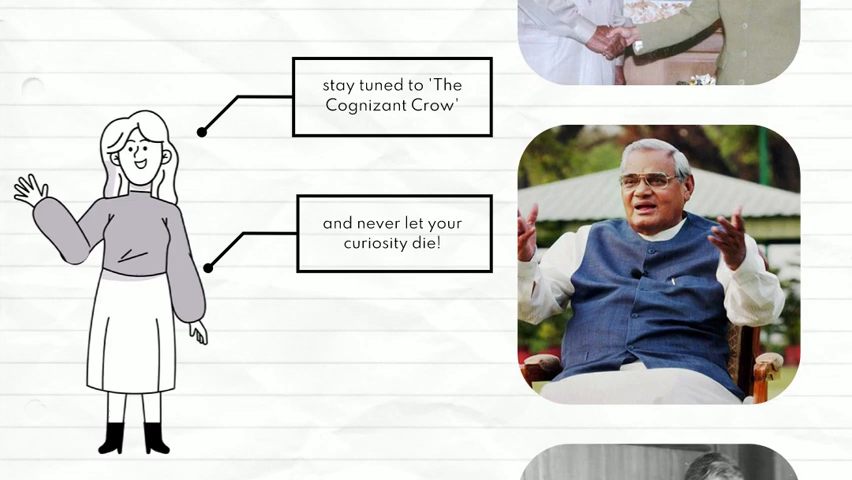 stay tuned to 'The
Cognizant Crow'
and never let your
curiosity die!